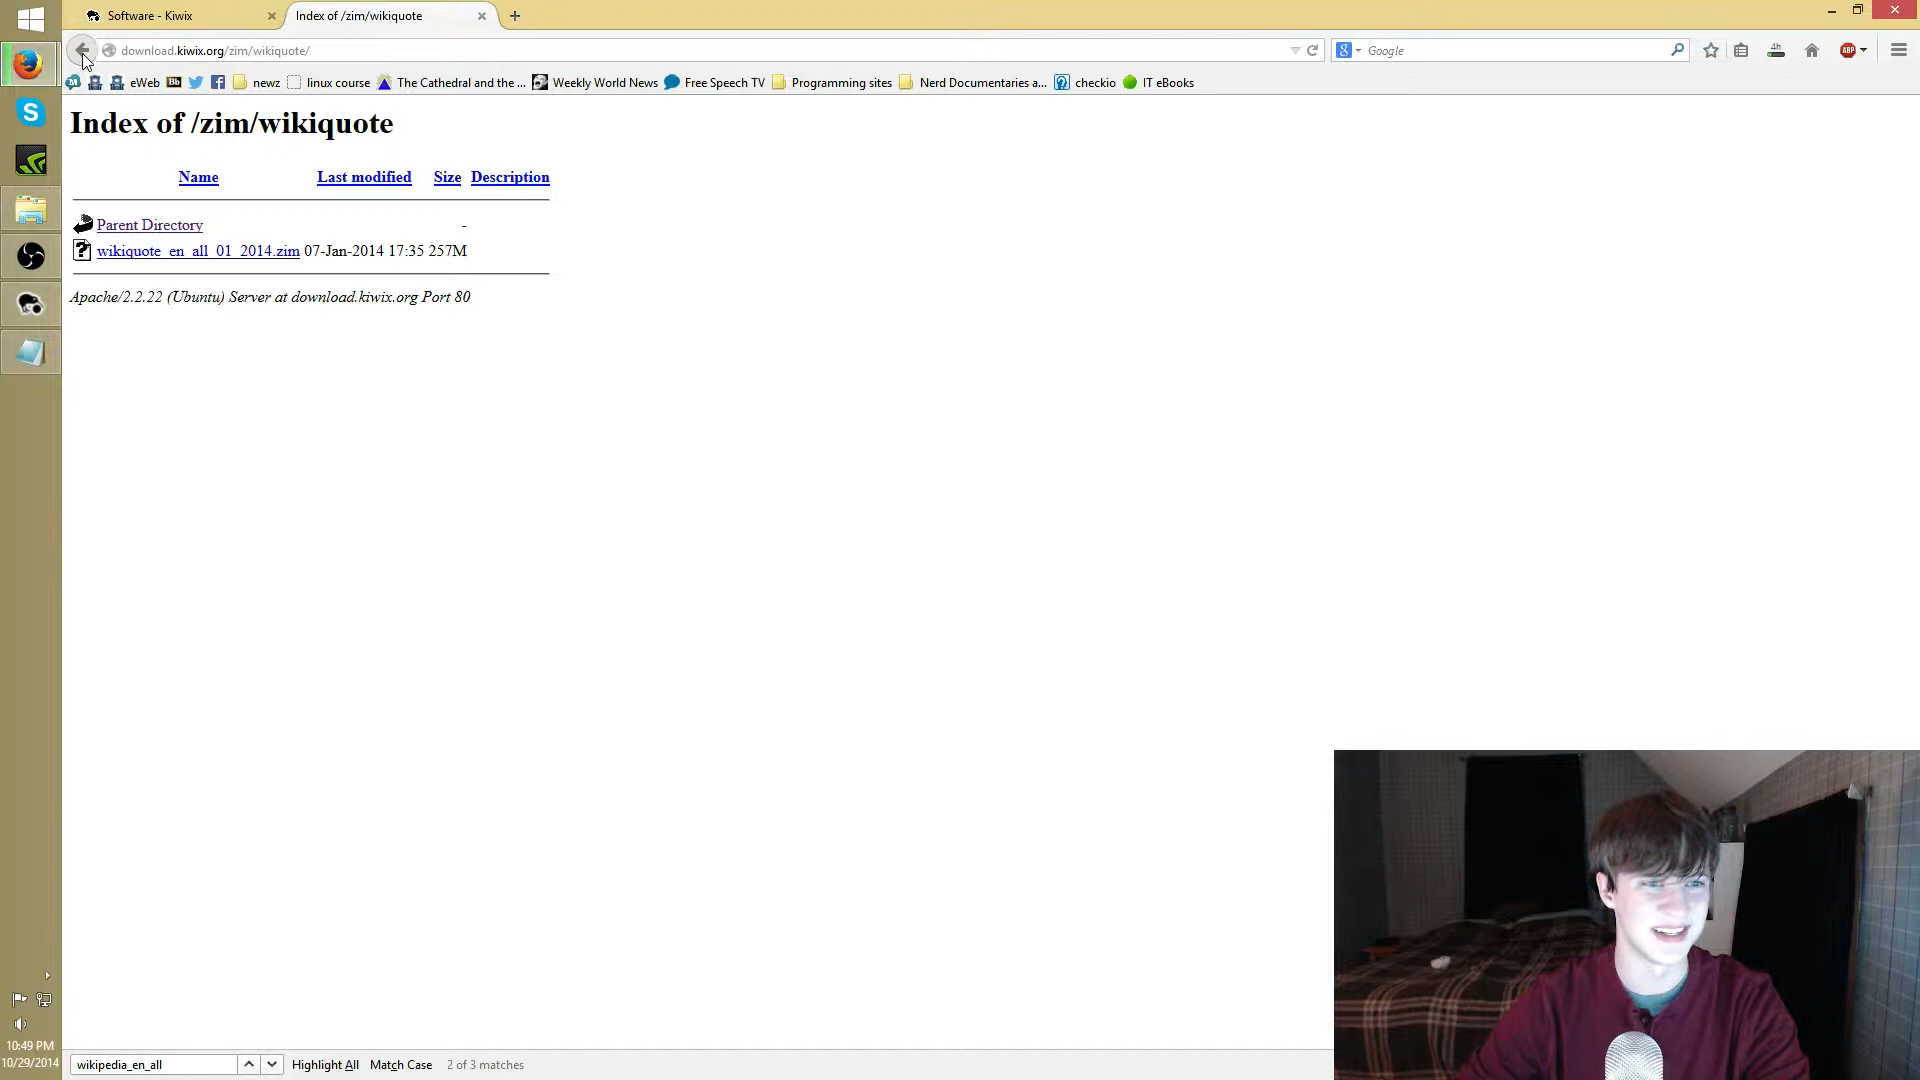 Software - Kiwix
Index of /zim/wikiquote
download.kiwix.org/zim/wikiquote/
Google
4h
ABP
eWeb
Bb
newz
linux course
The Cathedral and the ...
Weekly World News
Free Speech TV
Programming sites
Nerd Documentaries a...
checkio
IT eBooks
Index of /zim/wikiquote
Name Last modified Size Description
Parent Directory -
wikiquote_en_all_01_2014.zim 07-Jan-2014 17:35 257M
Apache/2.2.22 (Ubuntu) Server at download.kiwix.org Port 80
10:49 PM
10/29/2014
wikipedia_en_all Highlight All Match Case 2 of 3 matches